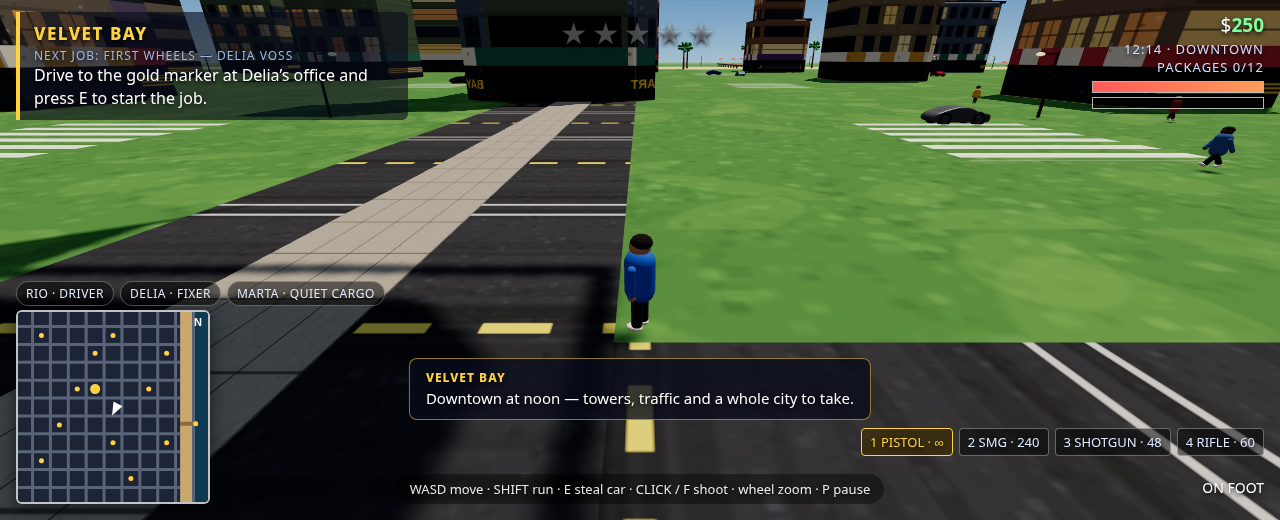 VELVET BAY
NEXT JOB: FIRST WHEELS — DELIA VOSS
Drive to the gold marker at Delia’s office and
press E to start the job.
$250
12:14 · DOWNTOWN
PACKAGES 0/12
BAY
ART
RIO · DRIVER
DELIA · FIXER
MARTA · QUIET CARGO
N
VELVET BAY
Downtown at noon — towers, traffic and a whole city to take.
1 PISTOL · ∞
2 SMG · 240
3 SHOTGUN · 48
4 RIFLE · 60
WASD move · SHIFT run · E steal car · CLICK / F shoot · wheel zoom · P pause
ON FOOT